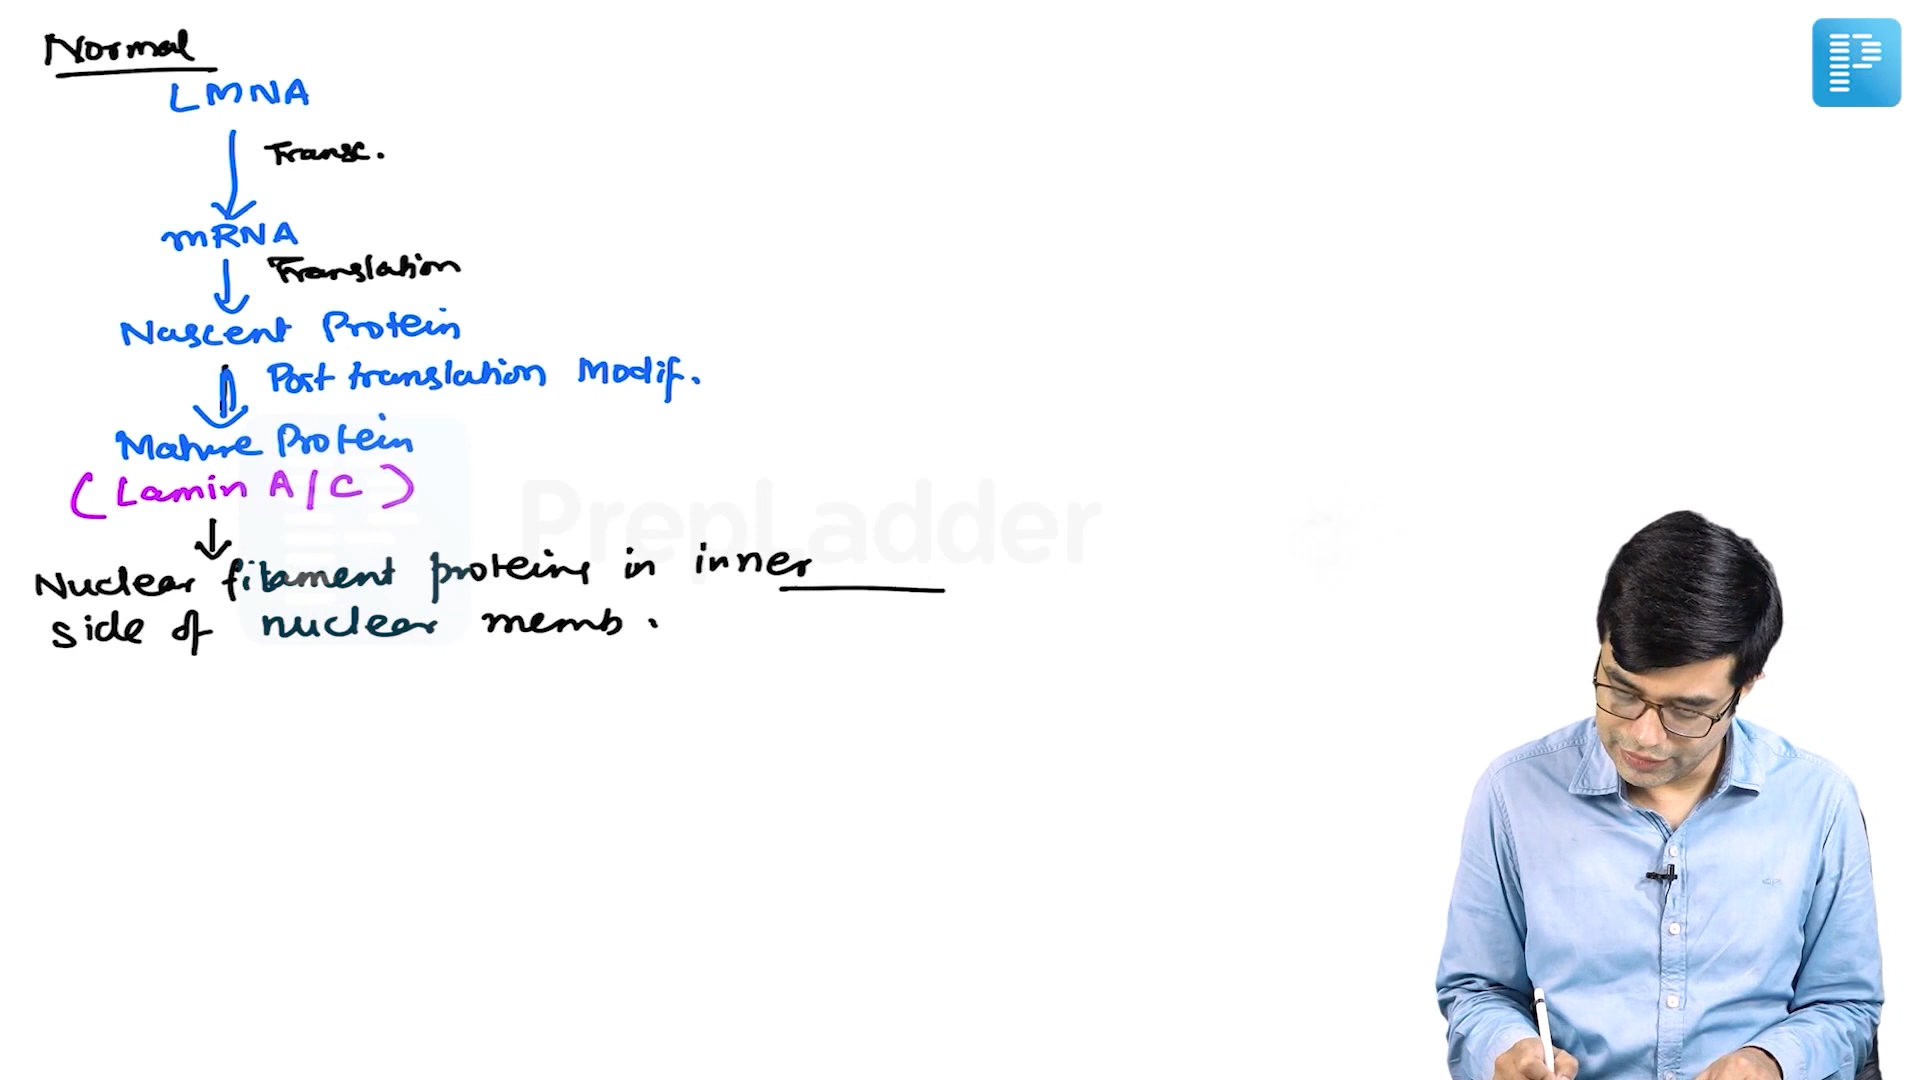 Normal
LMNA
Transc.
mRNA
Translation
Nascent Protein
Post translation Modif.
Mature Protein
(Lamin A/C)
Nuclear filament proteins in inner
side of nuclear memb.
PrepLadder